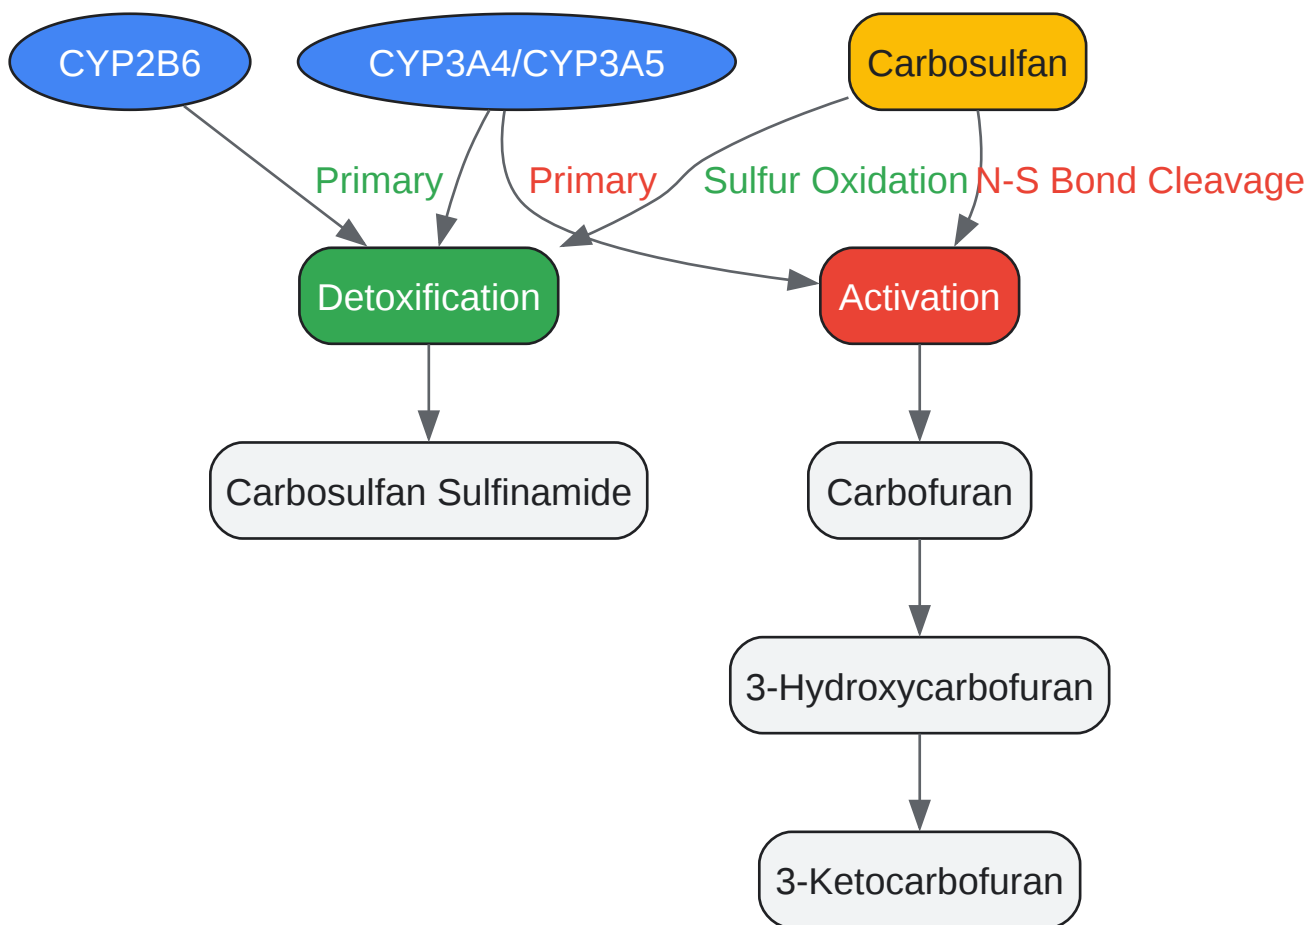 CYP2B6
CYP3A4/CYP3A5
Carbosulfan
Primary
Primary
Sulfur Oxidation
N-S Bond Cleavage
Detoxification
Activation
Carbosulfan Sulfinamide
Carbofuran
3-Hydroxycarbofuran
3-Ketocarbofuran